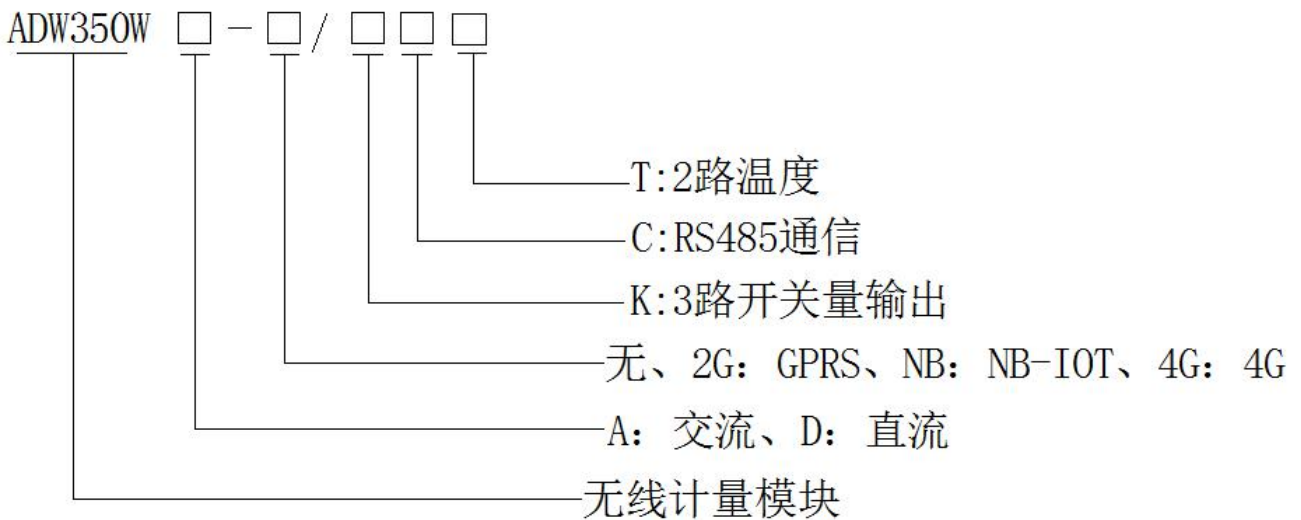 ADW350W □-□/□□□
T:2路温度
C:RS485通信
K:3路开关量输出
无、2G：GPRS、NB：NB-IOT、4G：4G
A：交流、D：直流
无线计量模块